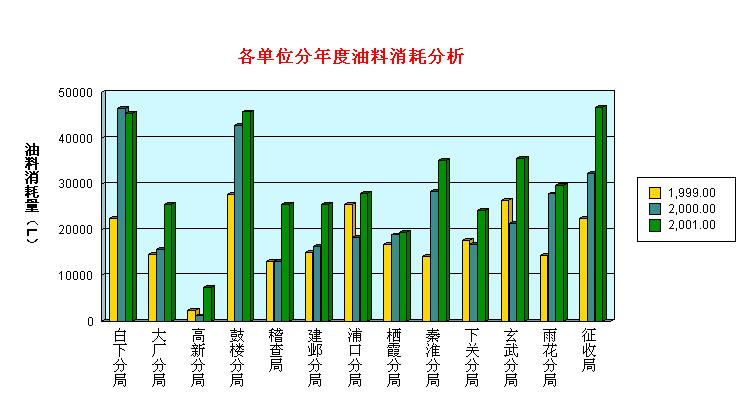 各单位分年度油料消耗分析
油料消耗量（L）
50000
40000
30000
20000
10000
0
白下分局
大厂分局
高新分局
鼓楼分局
稽查局
建邺分局
浦口分局
栖霞分局
秦淮分局
下关分局
玄武分局
雨花分局
征收局
1,999.00
2,000.00
2,001.00